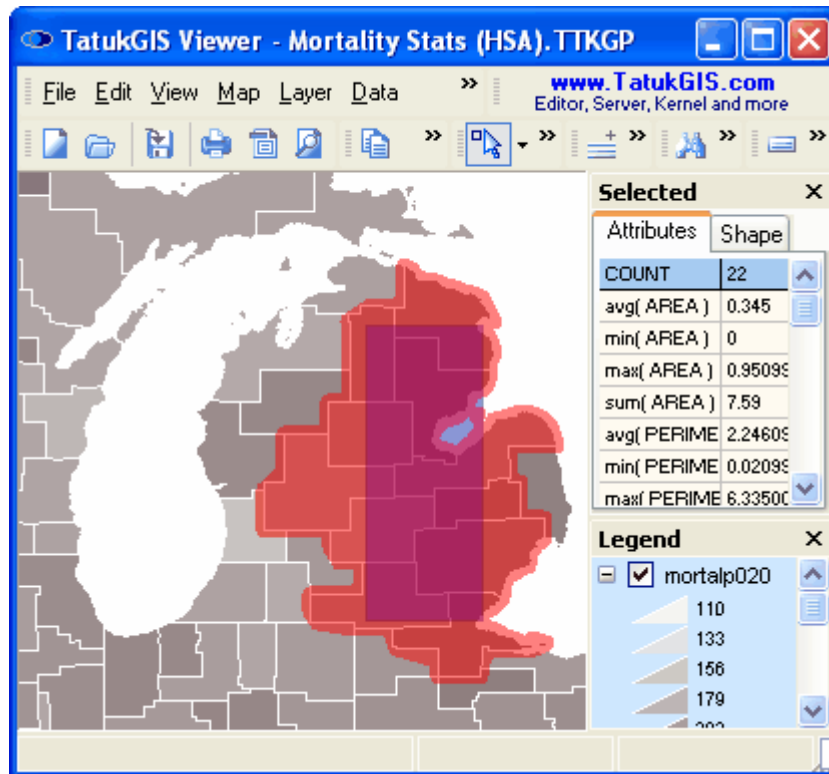 TatukGIS Viewer - Mortality Stats (HSA).TTKGP
File Edit View Map Layer Data »
www.TatukGIS.com
Editor, Server, Kernel and more
» » » » »
Selected
Attributes Shape
COUNT 22
avg( AREA ) 0.345
min( AREA ) 0
max( AREA ) 0.95099
sum( AREA ) 7.59
avg( PERIME 2.24609
min( PERIME 0.02099
max( PERIME 6.33500
Legend
mortalp020
110
133
156
179